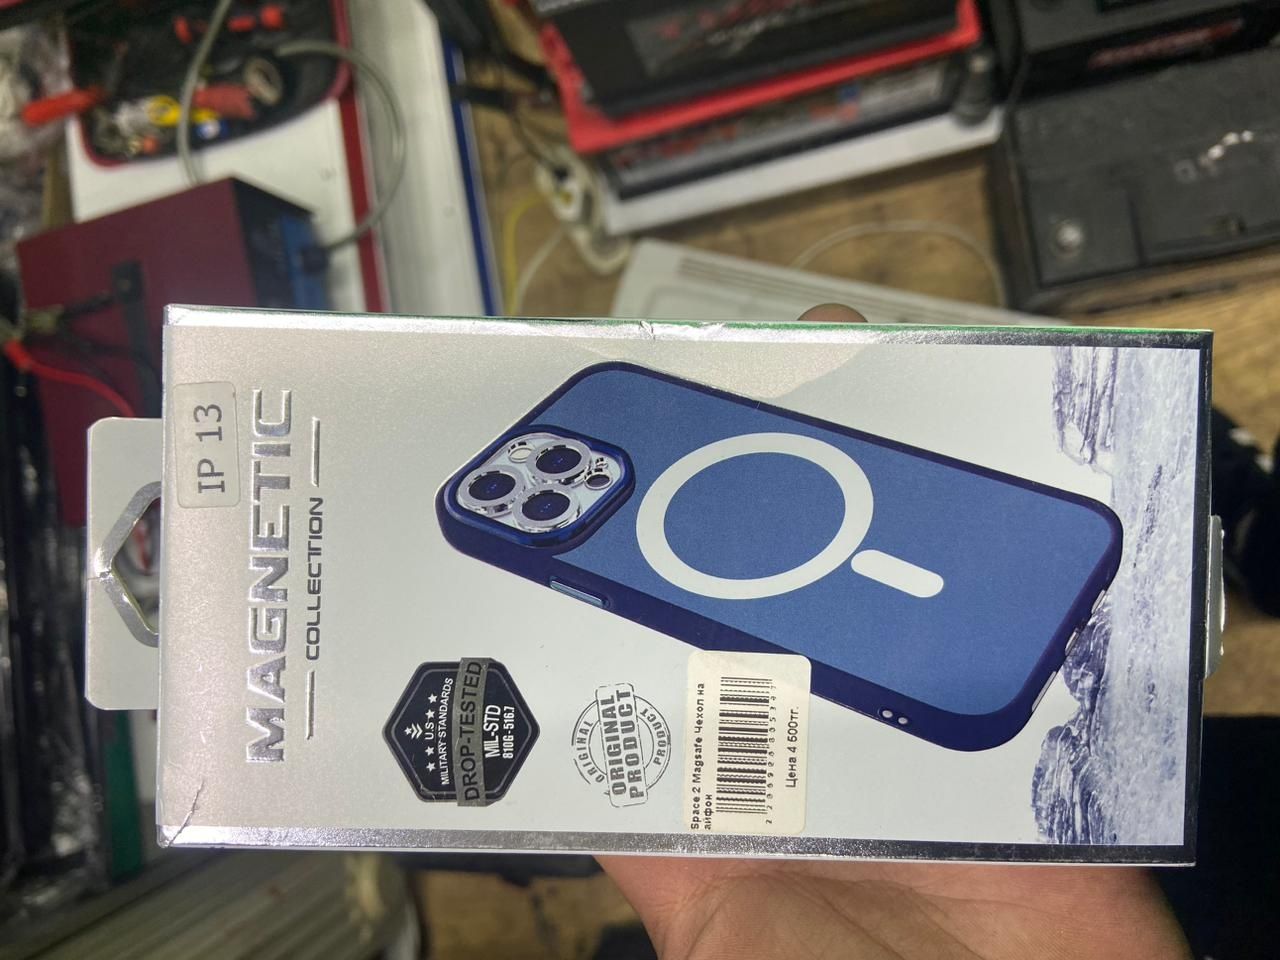 IP 13
MAGNETIC
COLLECTION
U.S
MILITARY STANDARDS
DROP-TESTED
MIL-STD
810G-516.7
ORIGINAL
ORIGINAL
PRODUCT
PRODUCT
Space 2 Magsafe Чехол на
айфон
Цена 4 500тг.